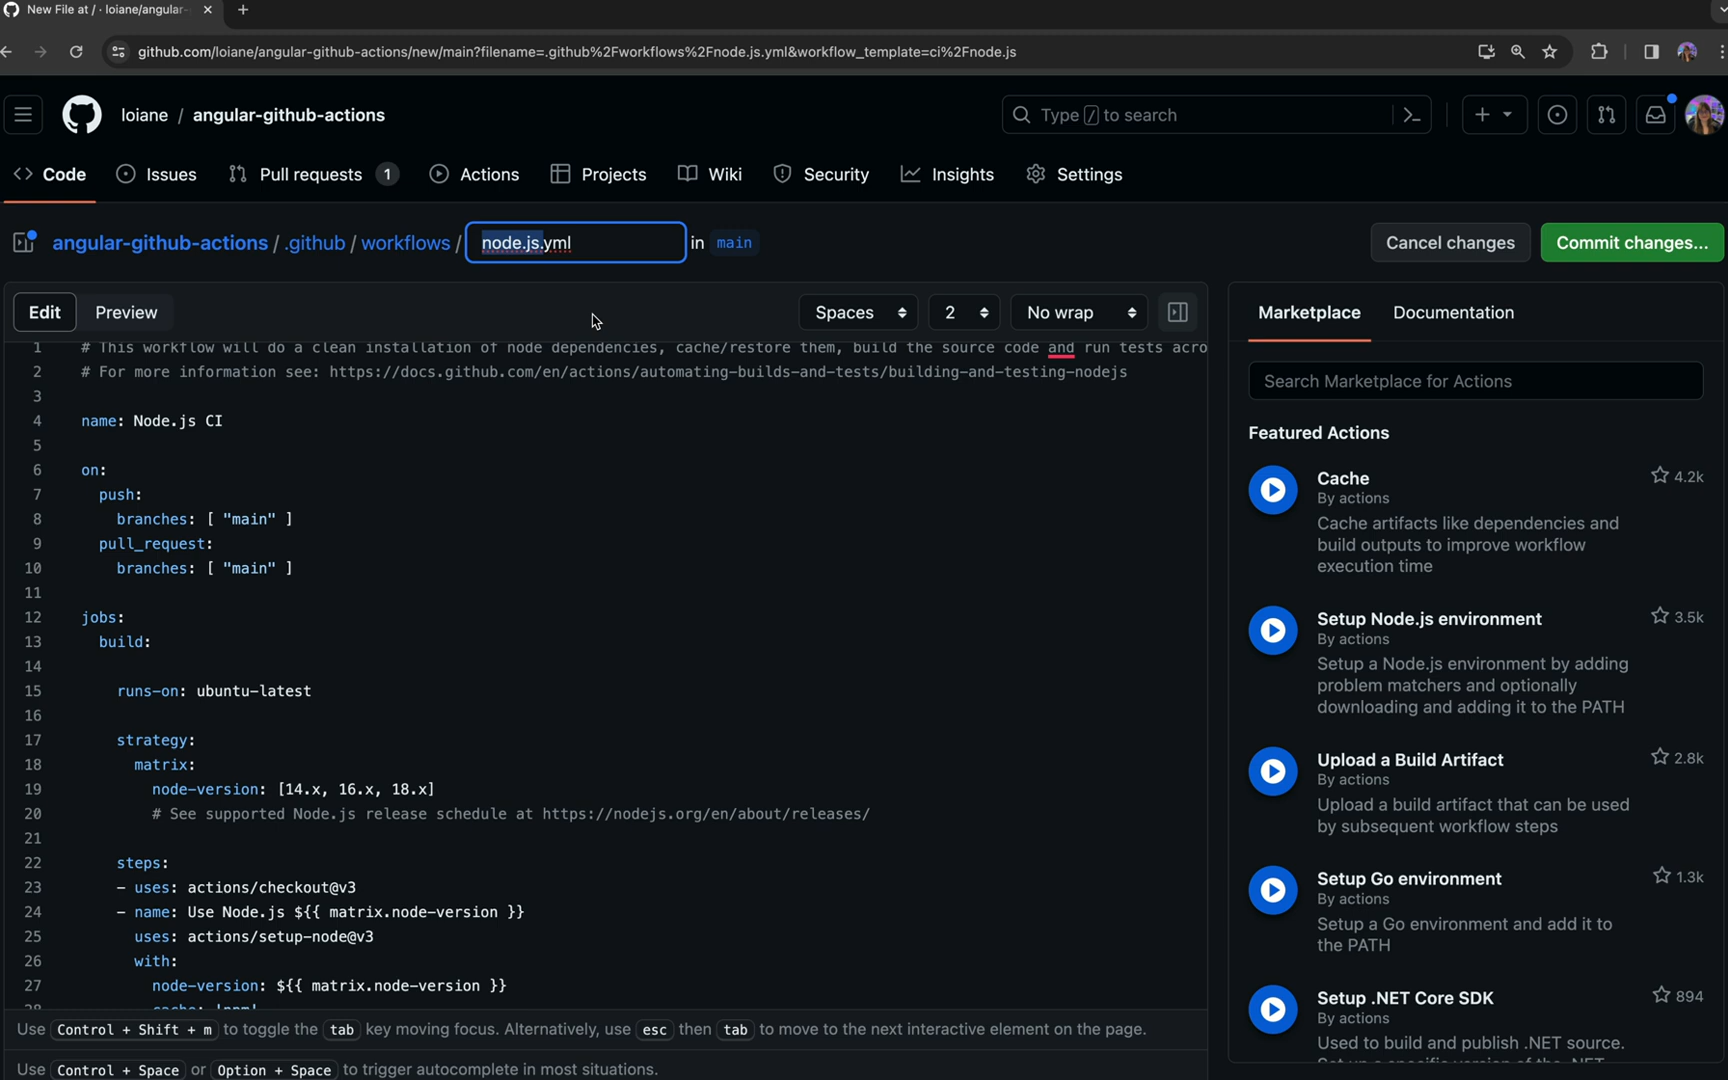 New File at / · loiane/angular-
github.com/loiane/angular-github-actions/new/main?filename=.github%2Fworkflows%2Fnode.js.yml&workflow_template=ci%2Fnode.js
loiane / angular-github-actions
Type / to search
Code
Issues
Pull requests 1
Actions
Projects
Wiki
Security
Insights
Settings
angular-github-actions / .github / workflows / node.js.yml in main
Cancel changes
Commit changes...
Edit
Preview
Spaces
2
No wrap
1 # This workflow will do a clean installation of node dependencies, cache/restore them, build the source code and run tests acro
2 # For more information see: https://docs.github.com/en/actions/automating-builds-and-tests/building-and-testing-nodejs
3
4 name: Node.js CI
5
6 on:
7 push:
8 branches: [ "main" ]
9 pull_request:
10 branches: [ "main" ]
11
12 jobs:
13 build:
14
15 runs-on: ubuntu-latest
16
17 strategy:
18 matrix:
19 node-version: [14.x, 16.x, 18.x]
20 # See supported Node.js release schedule at https://nodejs.org/en/about/releases/
21
22 steps:
23 - uses: actions/checkout@v3
24 - name: Use Node.js ${{ matrix.node-version }}
25 uses: actions/setup-node@v3
26 with:
27 node-version: ${{ matrix.node-version }}
28 cache: 'npm'
Use Control + Shift + m to toggle the tab key moving focus. Alternatively, use esc then tab to move to the next interactive element on the page.
Use Control + Space or Option + Space to trigger autocomplete in most situations.
Marketplace
Documentation
Search Marketplace for Actions
Featured Actions
Cache 4.2k
By actions
Cache artifacts like dependencies and
build outputs to improve workflow
execution time
Setup Node.js environment 3.5k
By actions
Setup a Node.js environment by adding
problem matchers and optionally
downloading and adding it to the PATH
Upload a Build Artifact 2.8k
By actions
Upload a build artifact that can be used
by subsequent workflow steps
Setup Go environment 1.3k
By actions
Setup a Go environment and add it to
the PATH
Setup .NET Core SDK 894
By actions
Used to build and publish .NET source.
Set up a specific version of the .NET